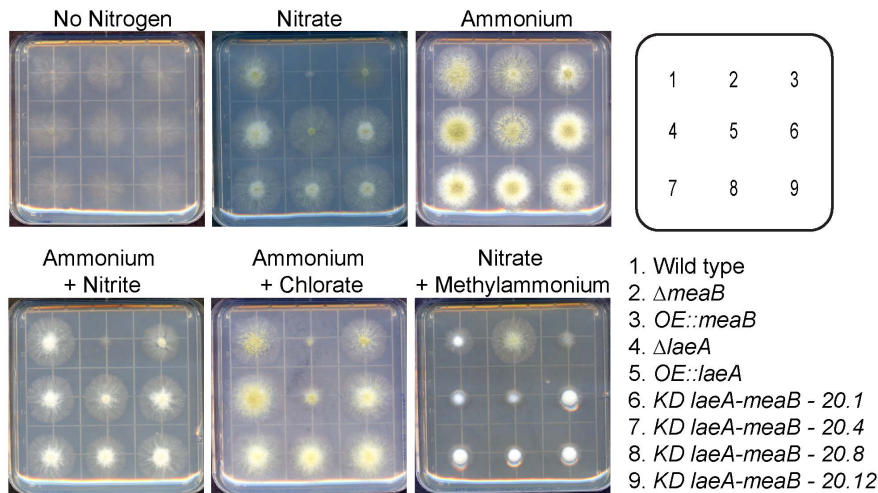 No Nitrogen
Nitrate
Ammonium
1 2 3
4 5 6
7 8 9
Ammonium
+ Nitrite
Ammonium
+ Chlorate
Nitrate
+ Methylammonium
1. Wild type
2. ΔmeaB
3. OE::meaB
4. ΔlaeA
5. OE::laeA
6. KD laeA-meaB - 20.1
7. KD laeA-meaB - 20.4
8. KD laeA-meaB - 20.8
9. KD laeA-meaB - 20.12